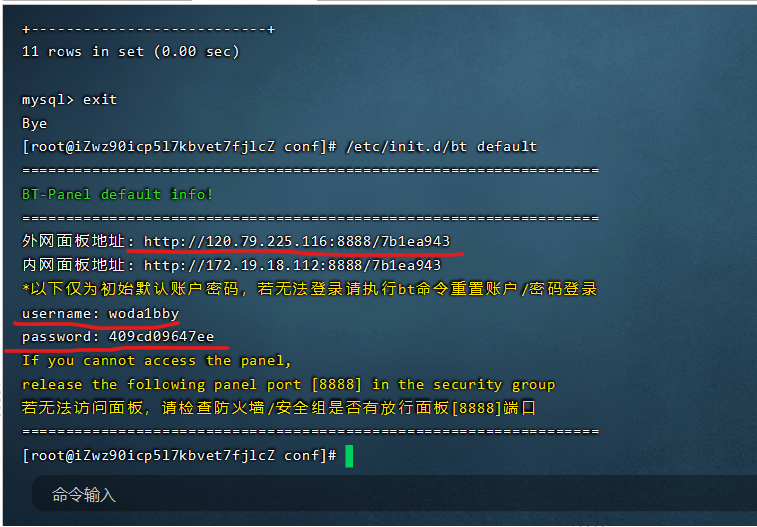 +---------------------------+
11 rows in set (0.00 sec)
mysql> exit
Bye
[root@iZwz90icp5l7kbvet7fjlcZ conf]# /etc/init.d/bt default
==================================================================
BT-Panel default info!
==================================================================
外网面板地址: http://120.79.225.116:8888/7b1ea943
内网面板地址: http://172.19.18.112:8888/7b1ea943
*以下仅为初始默认账户密码，若无法登录请执行bt命令重置账户/密码登录
username: woda1bby
password: 409cd09647ee
If you cannot access the panel,
release the following panel port [8888] in the security group
若无法访问面板，请检查防火墙/安全组是否有放行面板[8888]端口
==================================================================
[root@iZwz90icp5l7kbvet7fjlcZ conf]#
命令输入